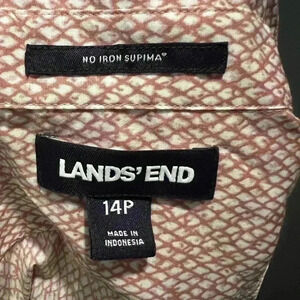 NO IRON SUPIMA®
LANDS' END
14P
MADE IN
INDONESIA